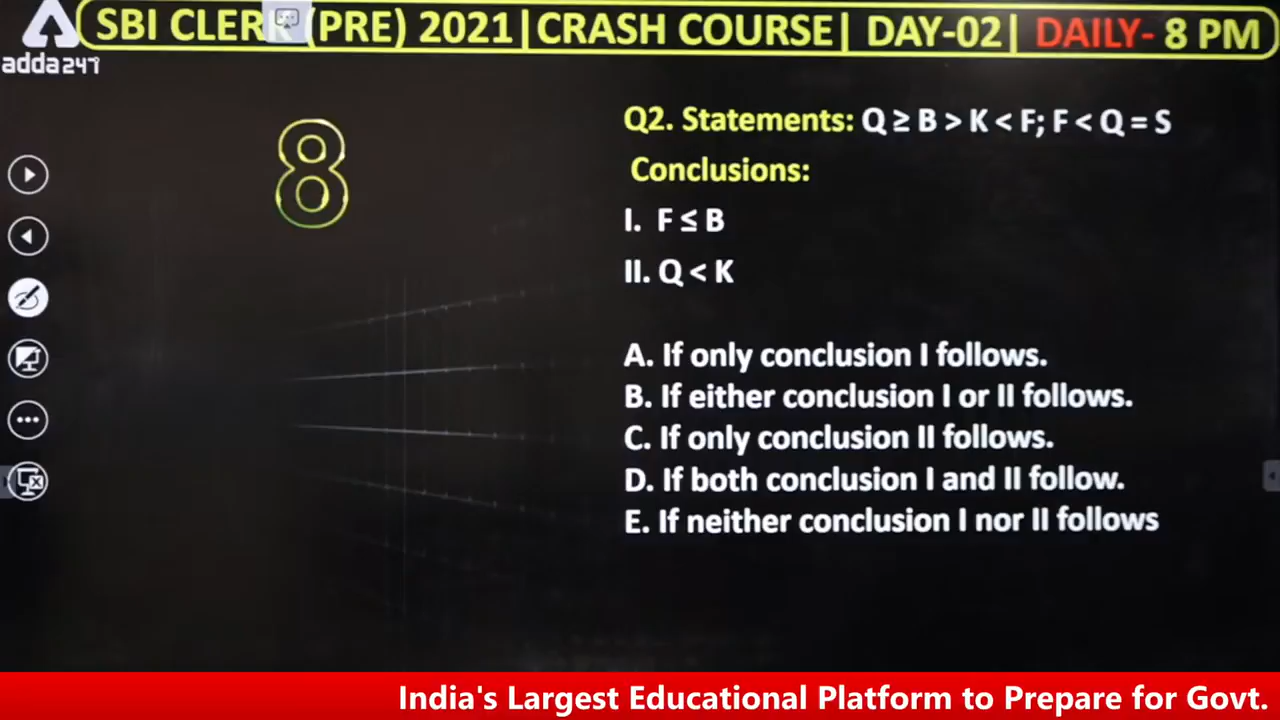 SBI CLERK (PRE) 2021|CRASH COURSE| DAY-02| DAILY- 8 PM
adda247
8
Q2. Statements: Q ≥ B > K < F; F < Q = S
Conclusions:
I. F ≤ B
II. Q < K
A. If only conclusion I follows.
B. If either conclusion I or II follows.
C. If only conclusion II follows.
D. If both conclusion I and II follow.
E. If neither conclusion I nor II follows
India's Largest Educational Platform to Prepare for Govt.